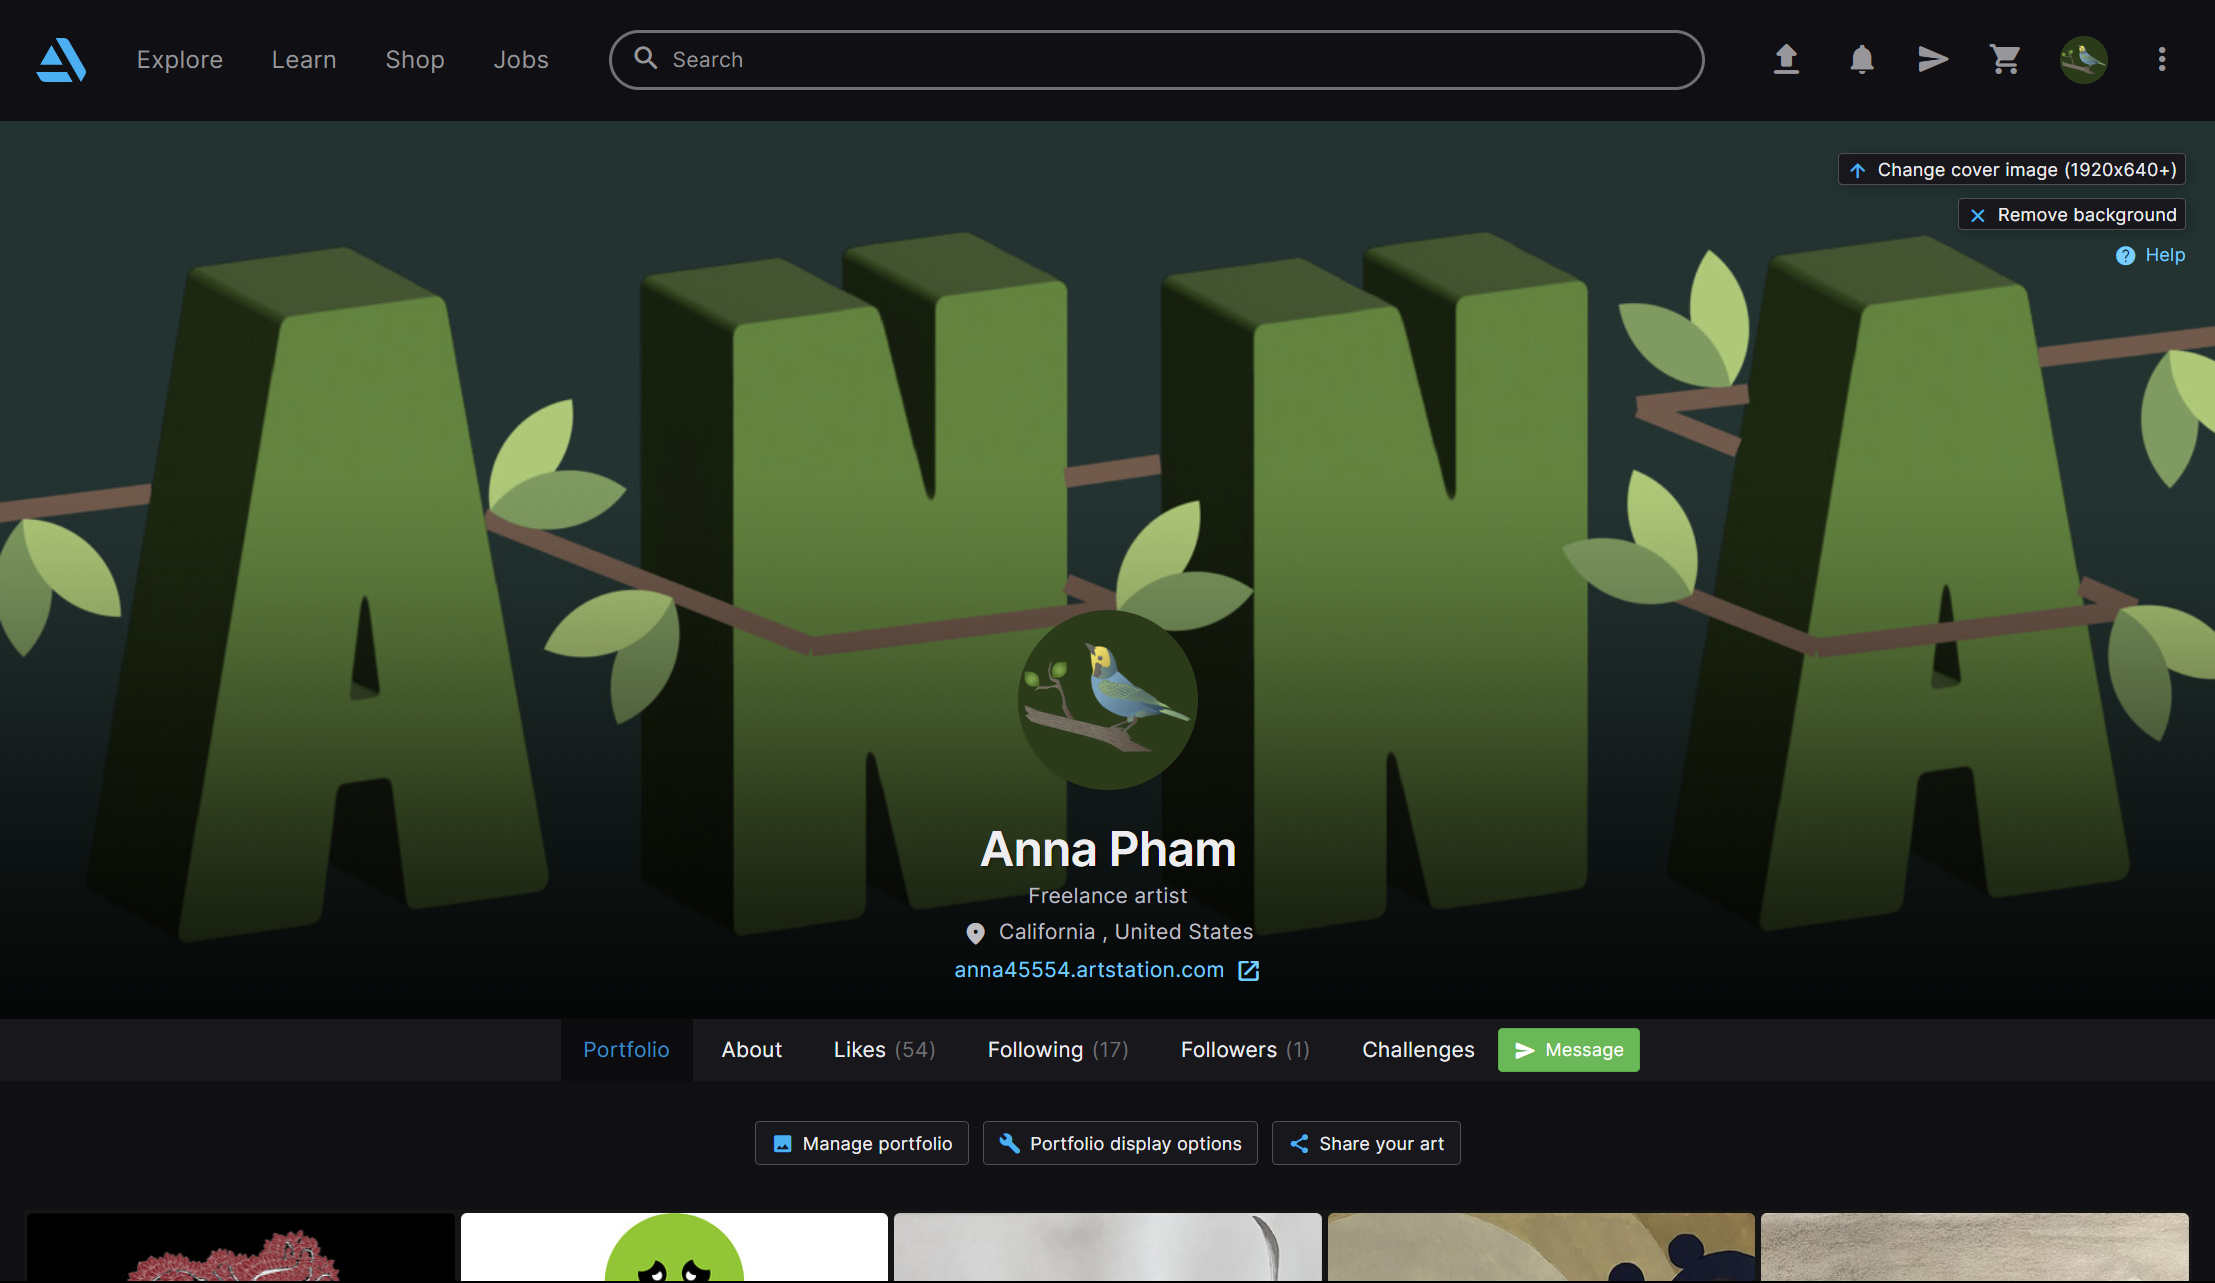 Explore Learn Shop Jobs Search
Change cover image (1920x640+)
Remove background
? Help
ANNA
Anna Pham
Freelance artist
California , United States
anna45554.artstation.com
Portfolio About Likes (54) Following (17) Followers (1) Challenges Message
Manage portfolio Portfolio display options Share your art